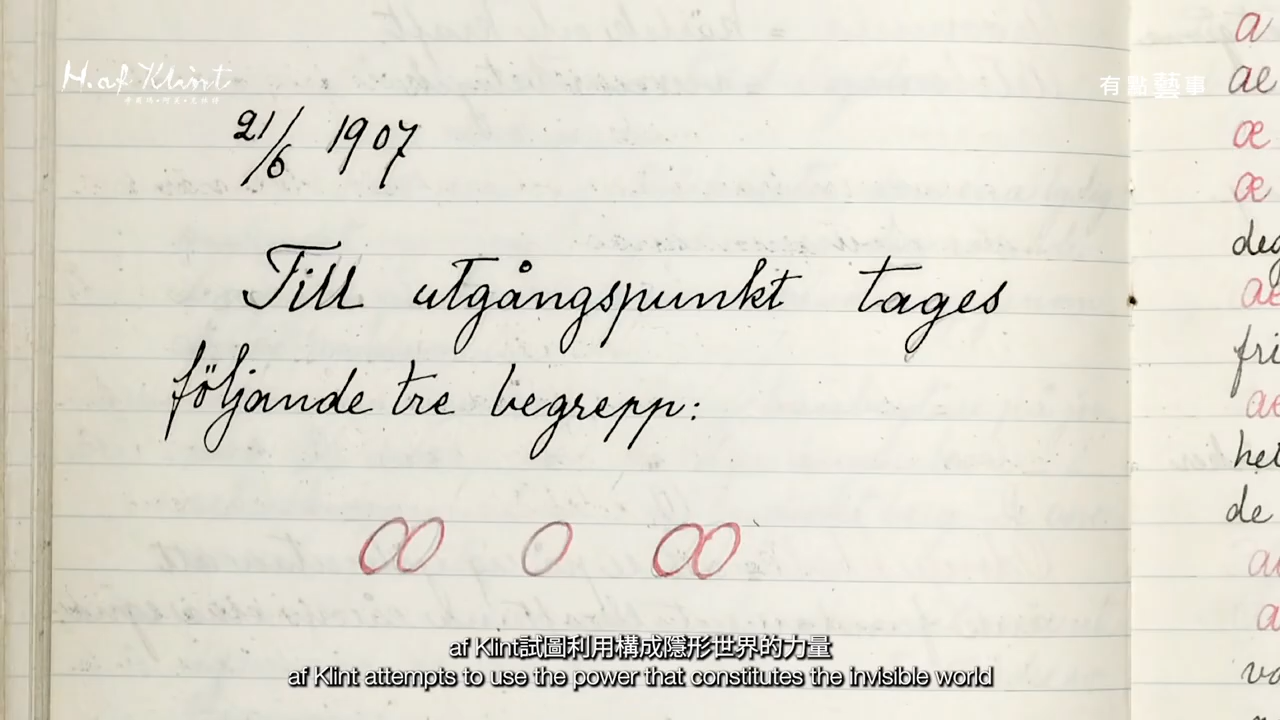 H. af Klint
有點藝事
21/6 1907
Till utgångspunkt tages
följande tre begrepp:
a
ae
æ
æ
fri
de
af Klint試圖利用構成隱形世界的力量
af Klint attempts to use the power that constitutes the invisible world